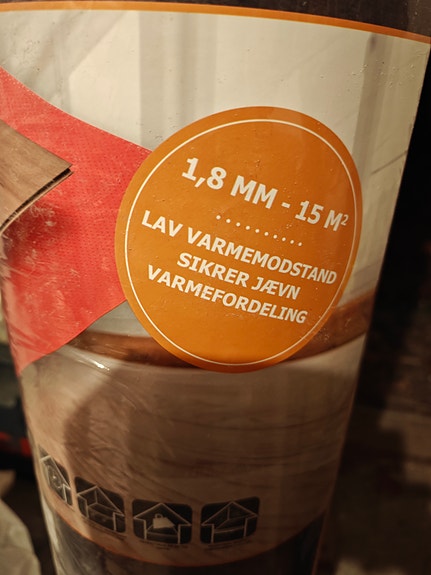 1,8 MM - 15 M²
LAV VARMEMODSTAND
SIKRER JÆVN
VARMEFORDELING